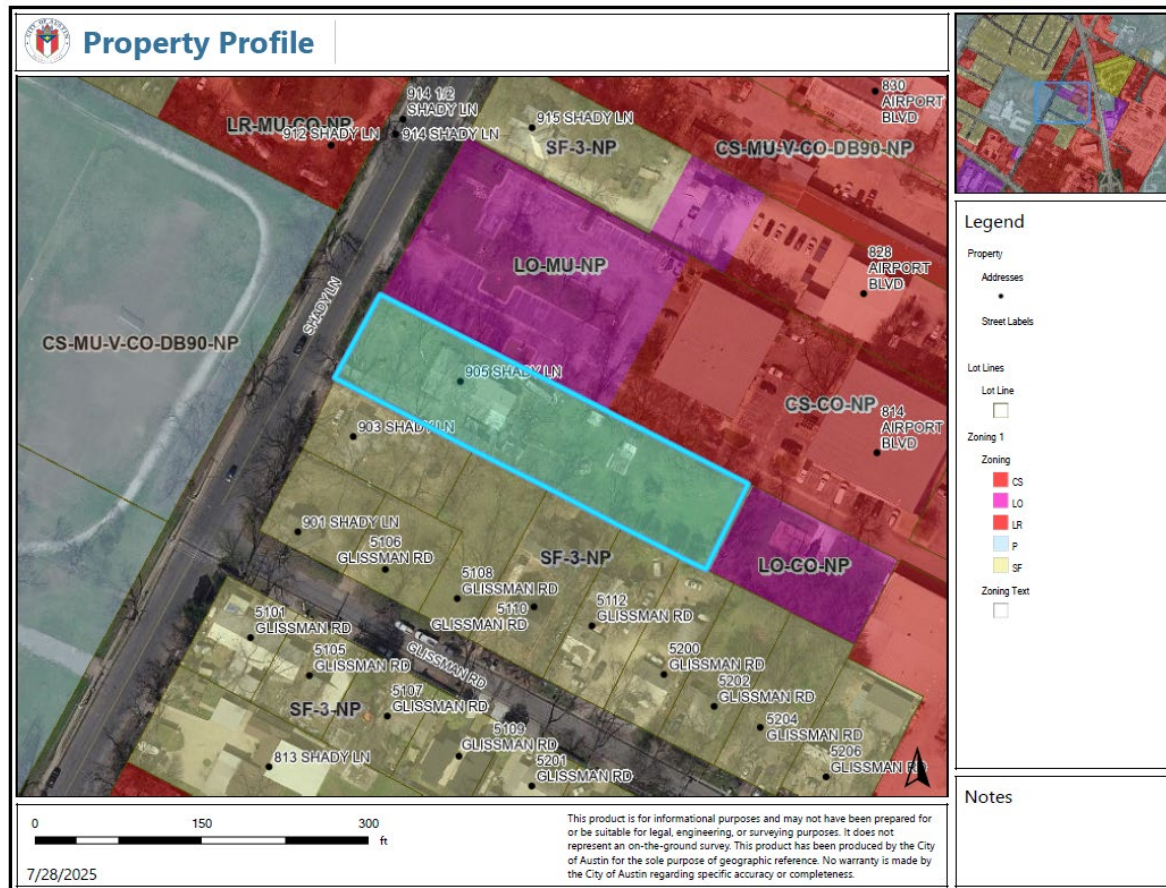 CITY OF AUSTIN
Property Profile
914 1/2
SHADY LN
LR-MU-CO-NP
912 SHADY LN
914 SHADY LN
915 SHADY LN
SF-3-NP
830
AIRPORT
BLVD
CS-MU-V-CO-DB90-NP
LO-MU-NP
828
AIRPORT
BLVD
SHADY LN
CS-MU-V-CO-DB90-NP
905 SHADY LN
CS-CO-NP
814
AIRPORT
BLVD
903 SHADY LN
901 SHADY LN
5106
GLISSMAN RD
SF-3-NP
LO-CO-NP
5108
GLISSMAN RD
5110
GLISSMAN RD
5112
GLISSMAN RD
5101
GLISSMAN RD
5105
GLISSMAN RD
GLISSMAN RD
5200
GLISSMAN RD
5202
GLISSMAN RD
SF-3-NP
5107
GLISSMAN RD
5204
GLISSMAN RD
5109
GLISSMAN RD
813 SHADY LN
5201
GLISSMAN RD
5206
GLISSMAN RD
Legend
Property
Addresses
Street Labels
Lot Lines
Lot Line
Zoning 1
Zoning
CS
LO
LR
P
SF
Zoning Text
Notes
0 150 300
ft
7/28/2025
This product is for informational purposes and may not have been prepared for
or be suitable for legal, engineering, or surveying purposes. It does not
represent an on-the-ground survey. This product has been produced by the City
of Austin for the sole purpose of geographic reference. No warranty is made by
the City of Austin regarding specific accuracy or completeness.